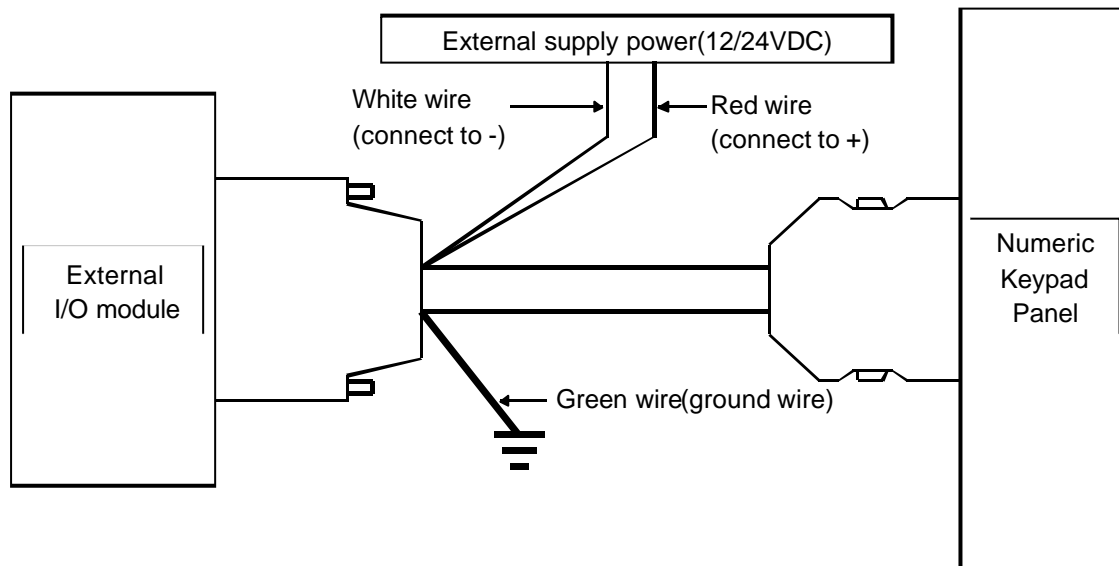 External supply power(12/24VDC)
White wire
(connect to -)
Red wire
(connect to +)
External
I/O module
Numeric
Keypad
Panel
Green wire(ground wire)